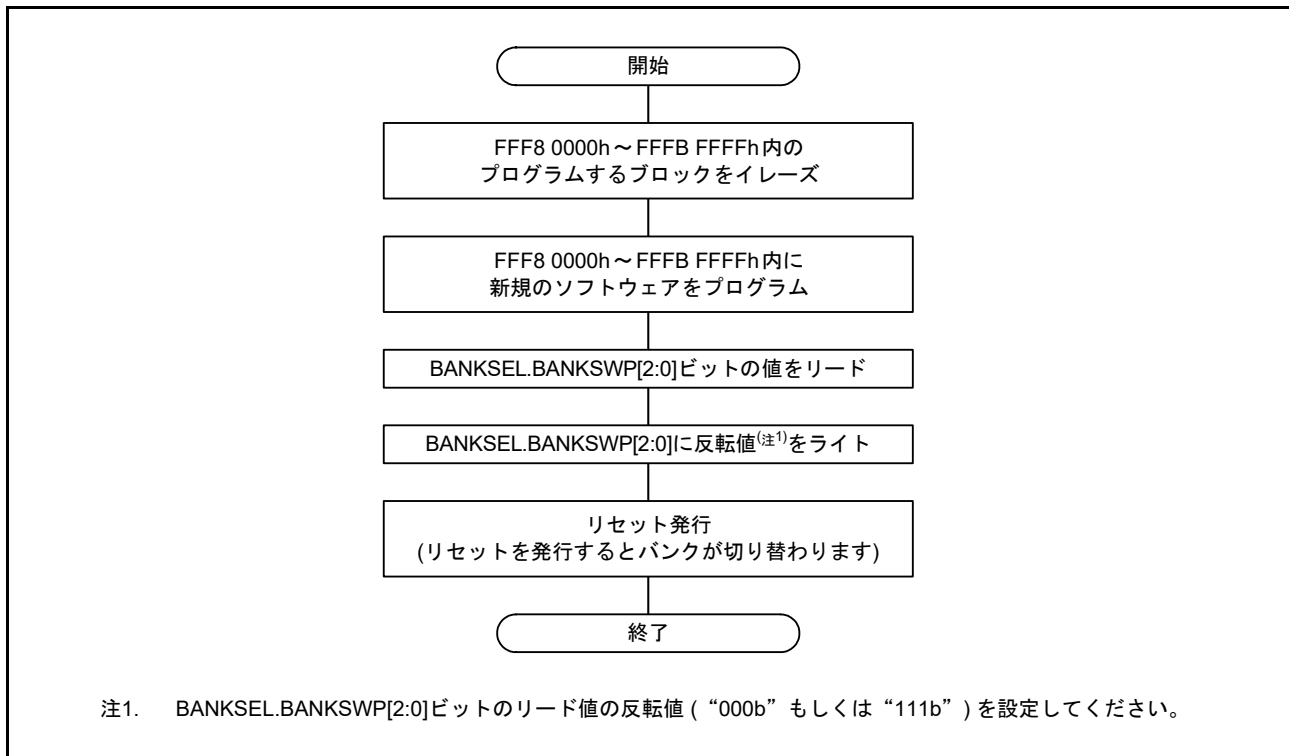 開始
FFF8 0000h～FFFB FFFFh内の
プログラムするブロックをイレーズ
FFF8 0000h～FFFB FFFFh内に
新規のソフトウェアをプログラム
BANKSEL.BANKSWP[2:0]ビットの値をリード
BANKSEL.BANKSWP[2:0]に反転値(注1)をライト
リセット発行
(リセットを発行するとバンクが切り替わります)
終了
注1. BANKSEL.BANKSWP[2:0]ビットのリード値の反転値 (“000b”もしくは“111b”) を設定してください。